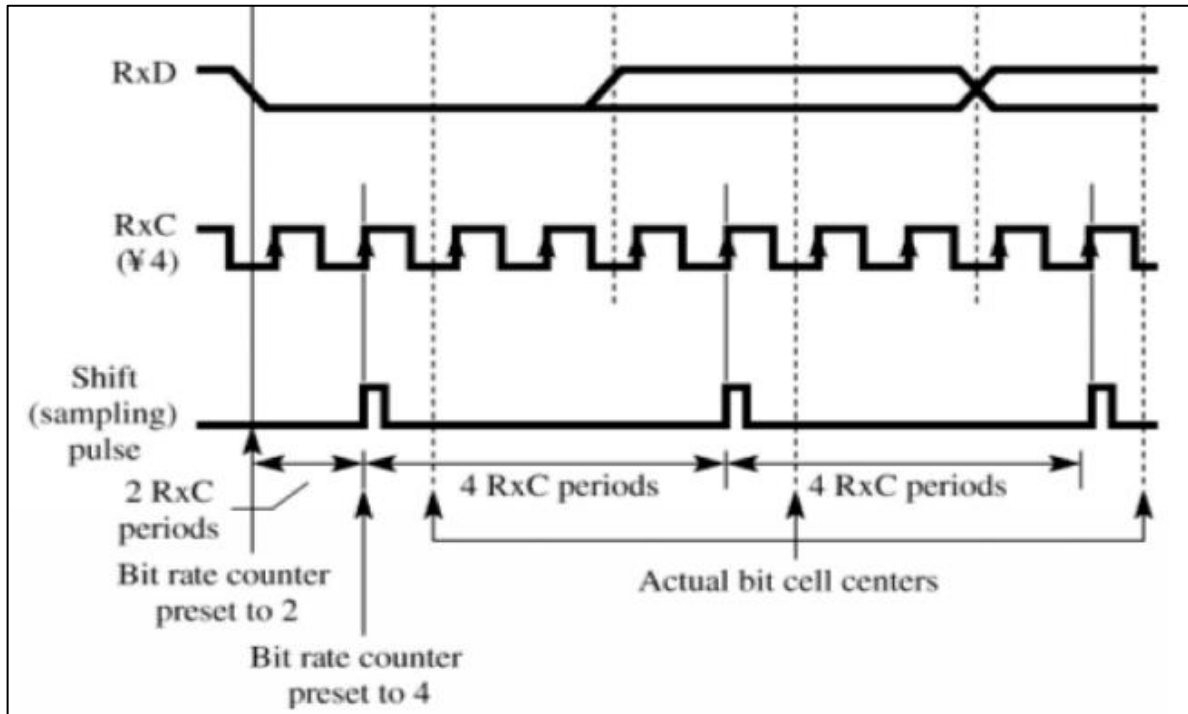 RxD
RxC
(¥4)
Shift
(sampling)
pulse
2 RxC
periods
4 RxC periods
4 RxC periods
Bit rate counter
preset to 2
Actual bit cell centers
Bit rate counter
preset to 4